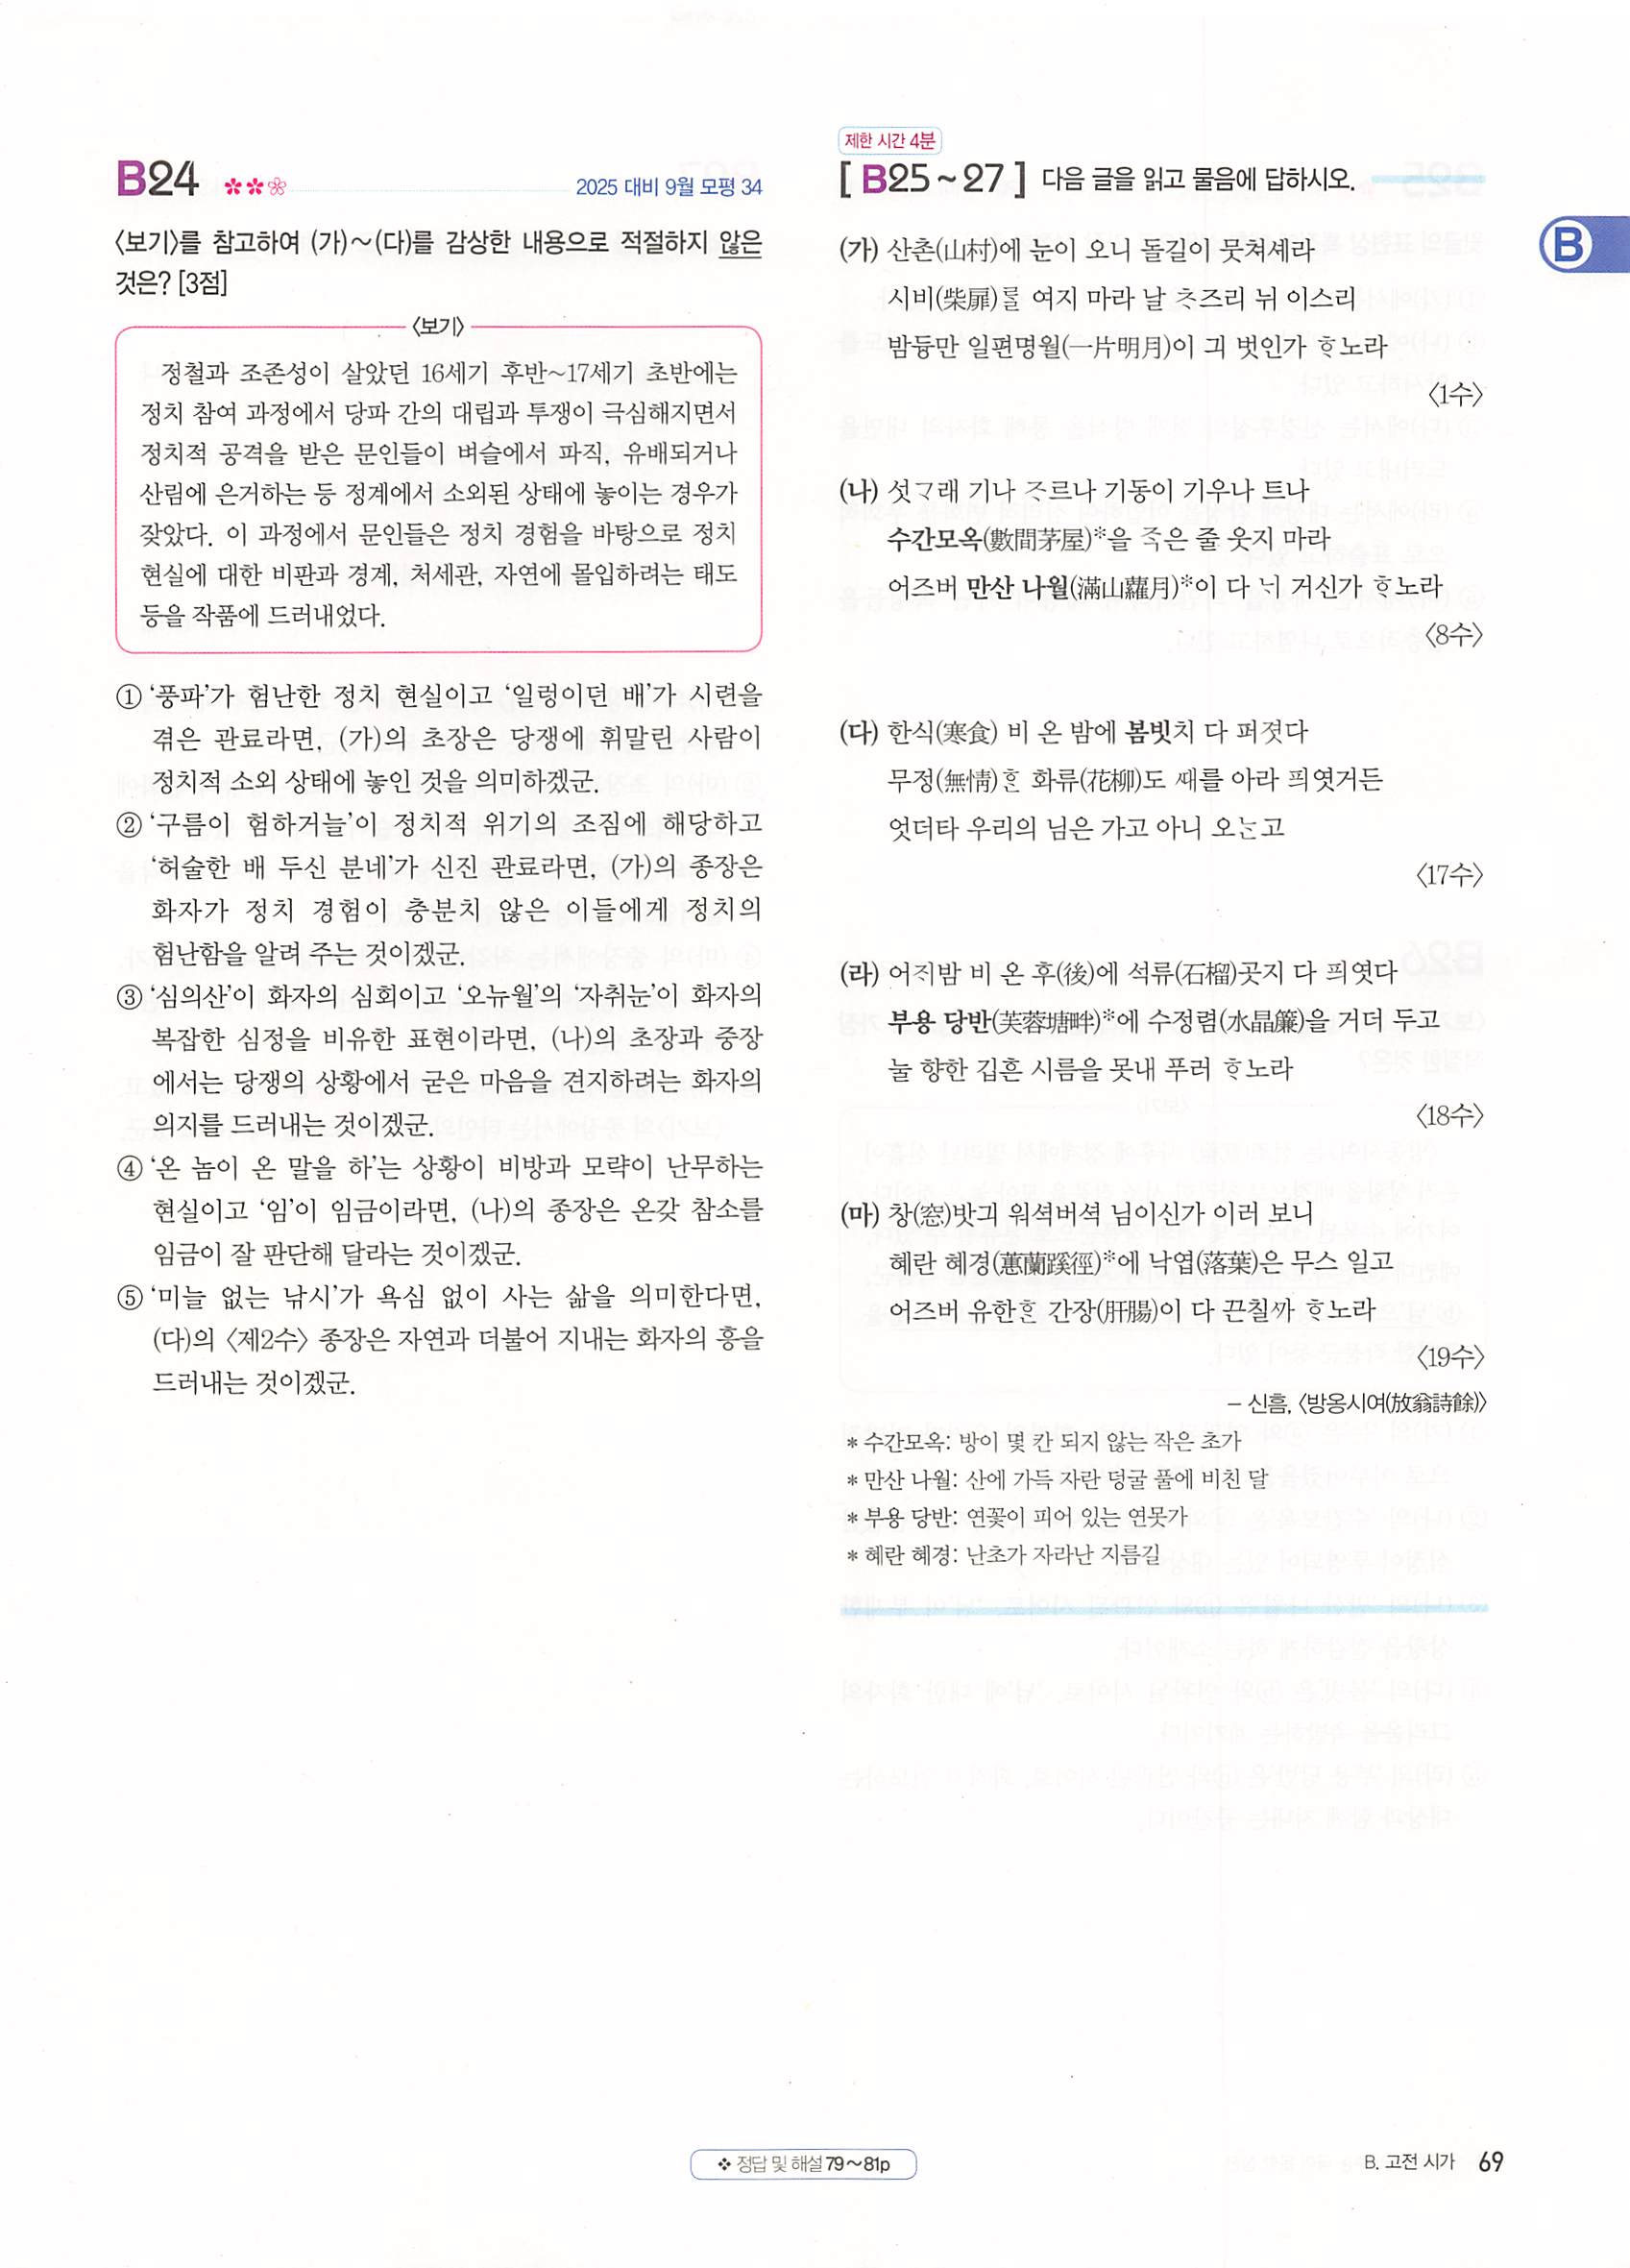 B24
2025 대비 9월 모평 34
<보기>를 참고하여 (가)~(다)를 감상한 내용으로 적절하지 않은
것은? [3점]
<보기>
정철과 조존성이 살았던 16세기 후반~17세기 초반에는
정치 참여 과정에서 당파 간의 대립과 투쟁이 극심해지면서
정치적 공격을 받은 문인들이 벼슬에서 파직, 유배되거나
산림에 은거하는 등 정계에서 소외된 상태에 놓이는 경우가
잦았다. 이 과정에서 문인들은 정치 경험을 바탕으로 정치
현실에 대한 비판과 경계, 처세관, 자연에 몰입하려는 태도
등을 작품에 드러내었다.
① ‘풍파’가 험난한 정치 현실이고 ‘일렁이던 배’가 시련을
겪은 관료라면, (가)의 초장은 당쟁에 휘말린 사람이
정치적 소외 상태에 놓인 것을 의미하겠군.
② ‘구름이 험하거늘’이 정치적 위기의 조짐에 해당하고
‘허술한 배 두신 분네’가 신진 관료라면, (가)의 종장은
화자가 정치 경험이 충분치 않은 이들에게 정치의
험난함을 알려 주는 것이겠군.
③ ‘심의산’이 화자의 심회이고 ‘오뉴월’의 ‘자취눈’이 화자의
복잡한 심정을 비유한 표현이라면, (나)의 초장과 중장
에서는 당쟁의 상황에서 굳은 마음을 견지하려는 화자의
의지를 드러내는 것이겠군.
④ ‘온 놈이 온 말을 하’는 상황이 비방과 모략이 난무하는
현실이고 ‘임’이 임금이라면, (나)의 종장은 온갖 참소를
임금이 잘 판단해 달라는 것이겠군.
⑤ ‘미늘 없는 낚시’가 욕심 없이 사는 삶을 의미한다면,
(다)의 <제2수> 종장은 자연과 더불어 지내는 화자의 흥을
드러내는 것이겠군.
제한 시간 4분
[ B25 ~ 27 ] 다음 글을 읽고 물음에 답하시오.
B
(가) 산촌(山村)에 눈이 오니 돌길이 뭇쳐셰라
시비(柴扉)를 여지 마라 날 ᄎᆞ즈리 뉘 이스리
밤듕만 일편명월(一片明月)이 긔 벗인가 ᄒᆞ노라
<1수>
(나) 섯ᄀᆞ래 기나 ᄌᆞ르나 기동이 기우나 트나
수간모옥(數間茅屋)*을 ᄌᆞᆨ은 줄 웃지 마라
어즈버 만산 나월(滿山蘿月)*이 다 ᄂᆡ 거신가 ᄒᆞ노라
<8수>
(다) 한식(寒食) 비 온 밤에 봄빗치 다 퍼졋다
무정(無情)ᄒᆞᆫ 화류(花柳)도 ᄯᅢ를 아라 픠엿거든
엇더타 우리의 님은 가고 아니 오ᄂᆞᆫ고
<17수>
(라) 어ᄌᆡ밤 비 온 후(後)에 석류(石榴)곳지 다 픠엿다
부용 당반(芙蓉塘畔)*에 수정렴(水晶簾)을 거더 두고
눌 향한 깁흔 시름을 못내 푸러 ᄒᆞ노라
<18수>
(마) 창(窓)밧긔 워셕버셕 님이신가 이러 보니
혜란 혜경(蕙蘭蹊徑)*에 낙엽(落葉)은 무스 일고
어즈버 유한ᄒᆞᆫ 간장(肝腸)이 다 끈칠까 ᄒᆞ노라
<19수>
– 신흠, <방옹시여(放翁詩餘)>
* 수간모옥: 방이 몇 칸 되지 않는 작은 초가
* 만산 나월: 산에 가득 자란 덩굴 풀에 비친 달
* 부용 당반: 연꽃이 피어 있는 연못가
* 혜란 혜경: 난초가 자라난 지름길
❖ 정답 및 해설 79~81p
B. 고전 시가 69